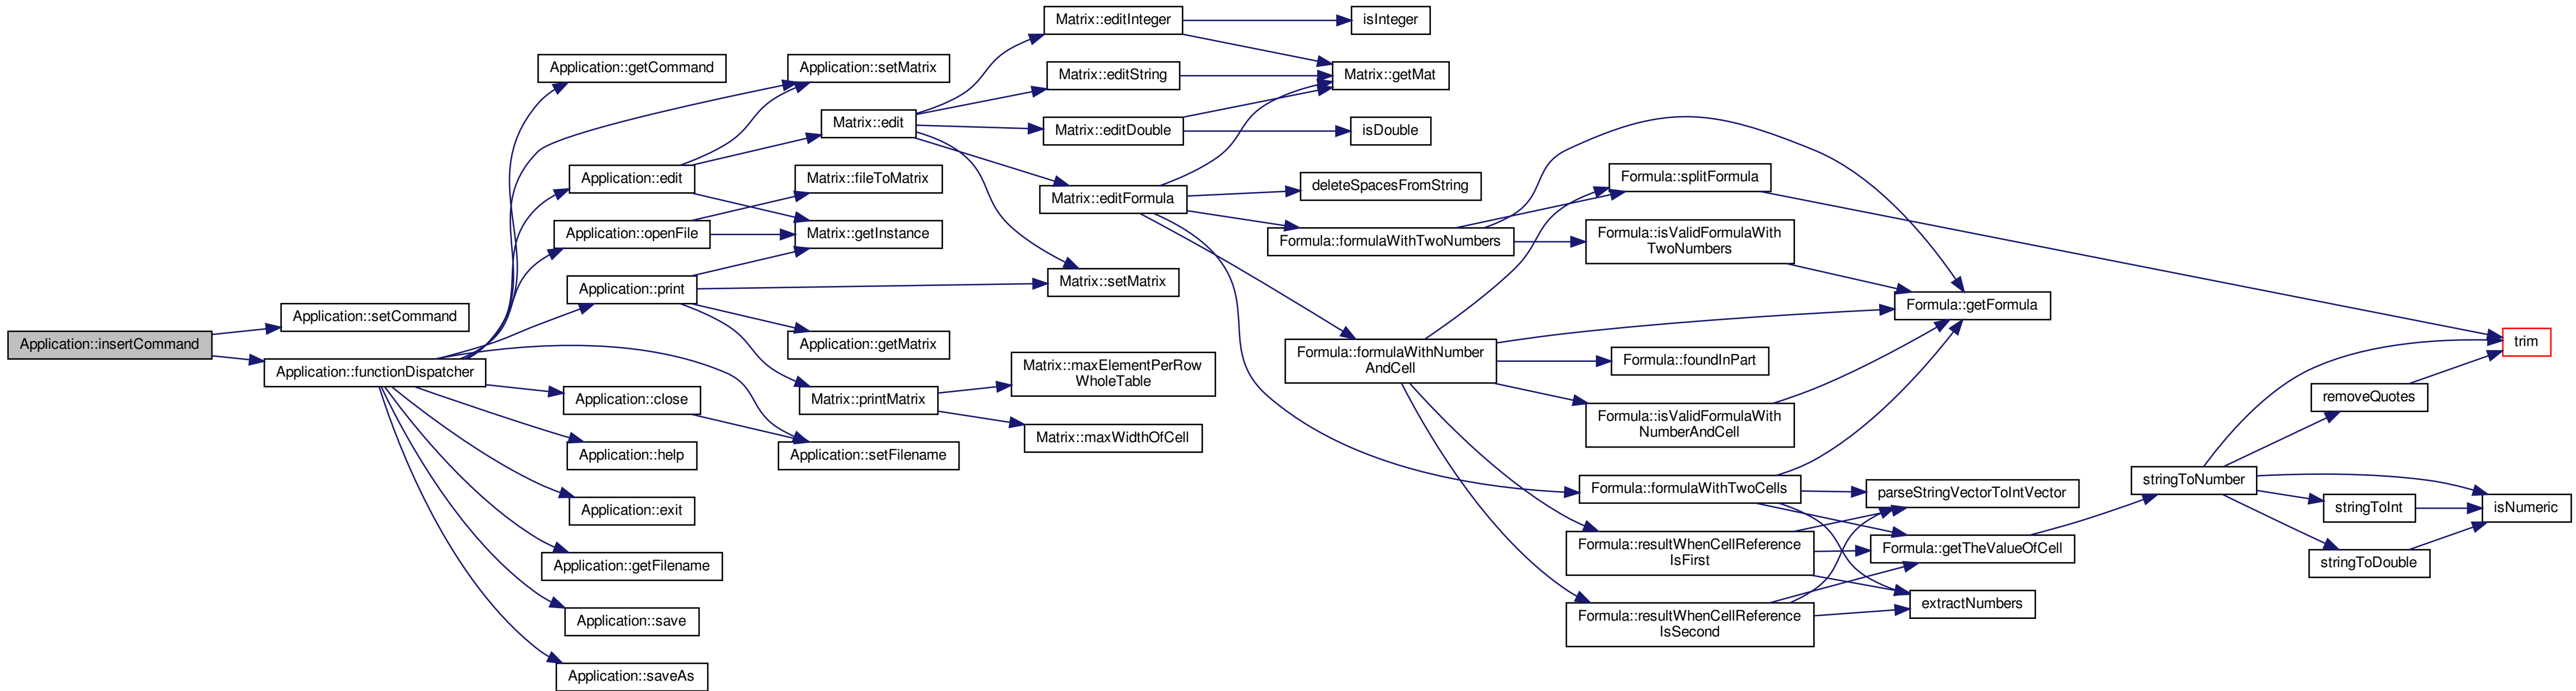 Application::insertCommand
Application::setCommand
Application::functionDispatcher
Application::getCommand
Application::edit
Application::openFile
Application::print
Application::close
Application::help
Application::exit
Application::getFilename
Application::save
Application::saveAs
Application::setMatrix
Matrix::edit
Matrix::fileToMatrix
Matrix::getInstance
Application::getMatrix
Matrix::printMatrix
Application::setFilename
Matrix::editInteger
Matrix::editString
Matrix::editDouble
Matrix::editFormula
Matrix::setMatrix
Matrix::maxElementPerRow
WholeTable
Matrix::maxWidthOfCell
isInteger
Matrix::getMat
isDouble
deleteSpacesFromString
Formula::formulaWithTwoNumbers
Formula::formulaWithNumber
AndCell
Formula::splitFormula
Formula::isValidFormulaWith
TwoNumbers
Formula::foundInPart
Formula::isValidFormulaWith
NumberAndCell
Formula::formulaWithTwoCells
Formula::resultWhenCellReference
IsFirst
Formula::resultWhenCellReference
IsSecond
Formula::getFormula
parseStringVectorToIntVector
Formula::getTheValueOfCell
extractNumbers
stringToNumber
removeQuotes
stringToInt
stringToDouble
trim
isNumeric